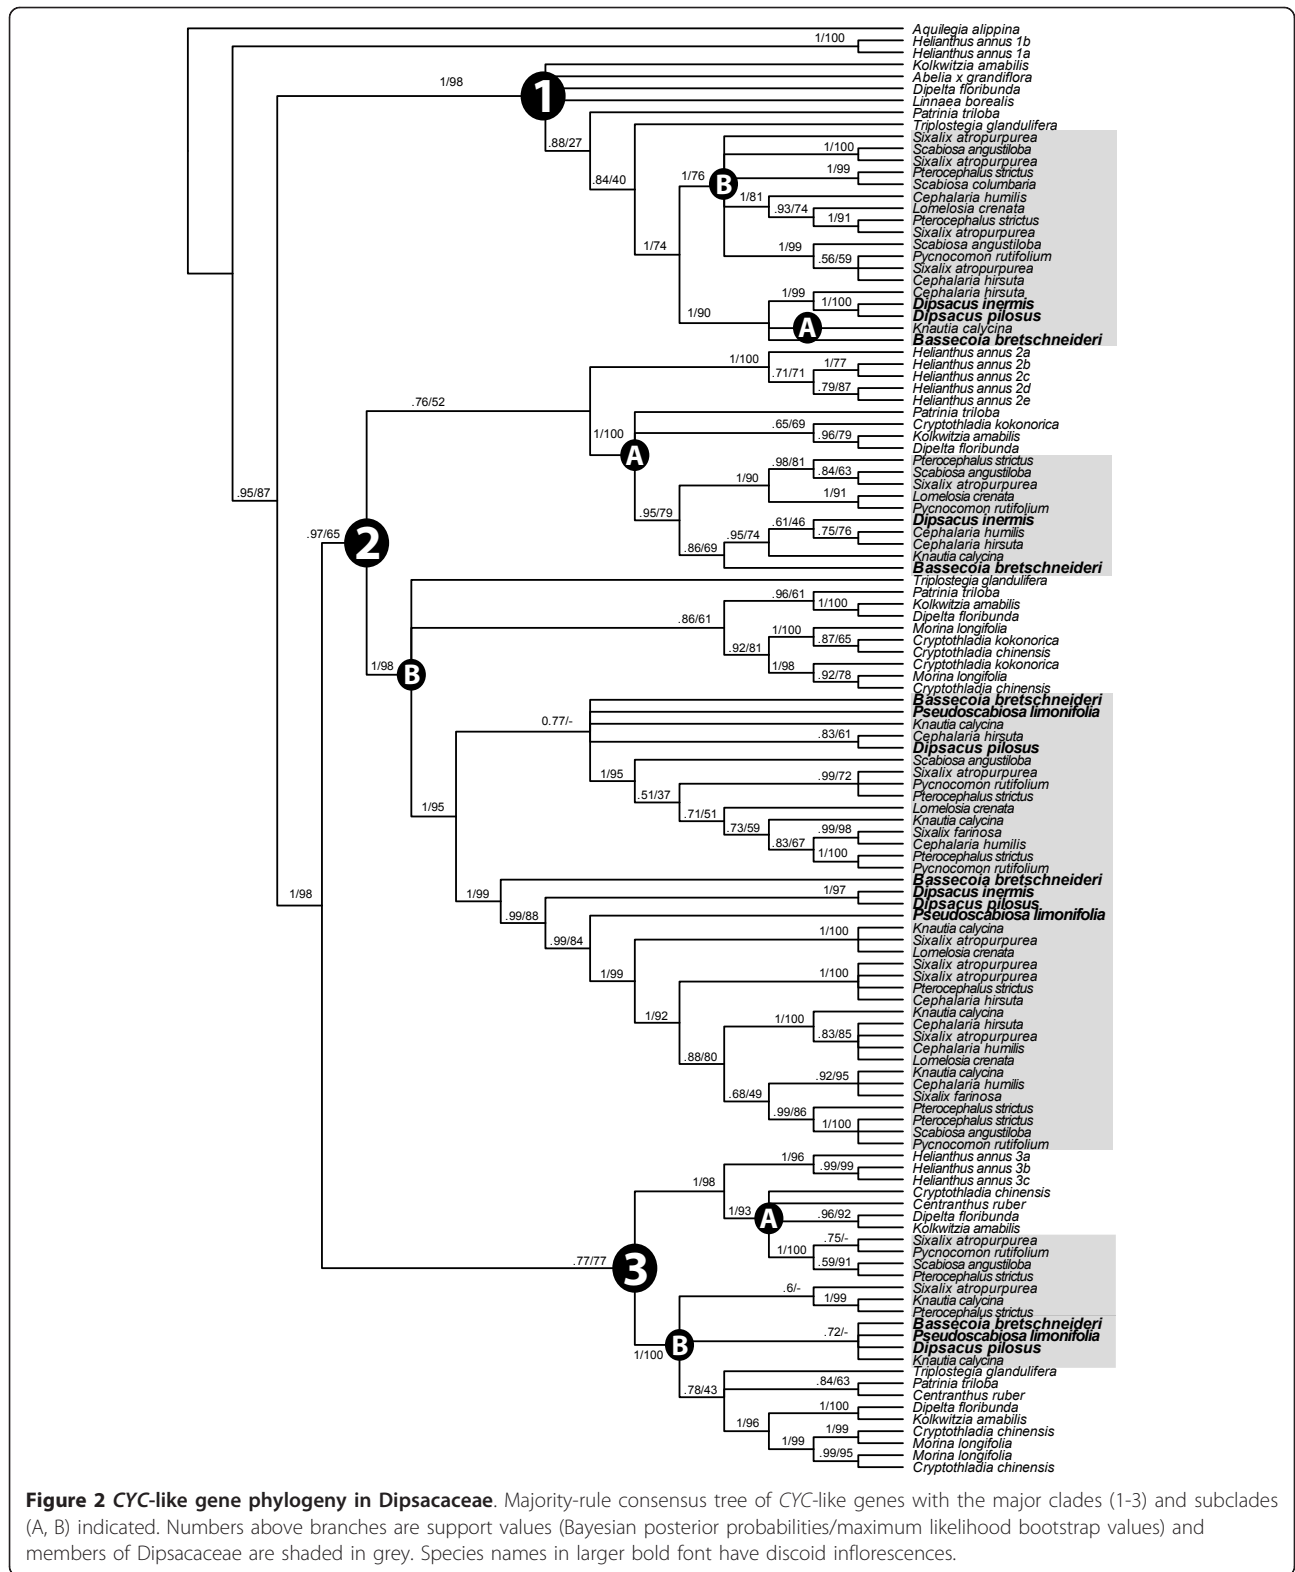 Aquilegia alippina
1/100
Helianthus annus 1b
Helianthus annus 1a
Kolkwitzia amabilis
1/98
Abelia x grandiflora
1
Dipelta floribunda
Linnaea borealis
Patrinia triloba
Triplostegia glandulifera
.88/27
Sixalix atropurpurea
1/100
Scabiosa angustiloba
Sixalix atropurpurea
1/99
Pterocephalus strictus
.84/40
1/76
B
Scabiosa columbaria
1/81
Cephalaria humilis
.93/74
Lomelosia crenata
1/91
Pterocephalus strictus
Sixalix atropurpurea
1/74
1/99
Scabiosa angustiloba
.56/59
Pycnocomon rutifolium
Sixalix atropurpurea
Cephalaria hirsuta
1/99
Cephalaria hirsuta
1/100
Dipsacus inermis
1/90
Dipsacus pilosus
A
Knautia calycina
Bassecoia bretschneideri
1/100
Helianthus annus 2a
1/77
Helianthus annus 2b
.71/71
Helianthus annus 2c
.79/87
Helianthus annus 2d
Helianthus annus 2e
.76/52
Patrinia triloba
.65/69
Cryptothladia kokonorica
1/100
.96/79
Kolkwitzia amabilis
A
Dipelta floribunda
.98/81
Pterocephalus strictus
.84/63
Scabiosa angustiloba
1/90
Sixalix atropurpurea
1/91
Lomelosia crenata
.95/87
Pycnocomon rutifolium
.95/79
.61/46
Dipsacus inermis
.97/65
2
.95/74
.75/76
Cephalaria humilis
Cephalaria hirsuta
.86/69
Knautia calycina
Bassecoia bretschneideri
Triplostegia glandulifera
.96/61
Patrinia triloba
1/100
Kolkwitzia amabilis
Dipelta floribunda
.86/61
1/100
Morina longifolia
.87/65
Cryptothladia kokonorica
.92/81
Cryptothladia chinensis
1/98
B
1/98
Cryptothladia kokonorica
.92/78
Morina longifolia
Cryptothladia chinensis
Bassecoia bretschneideri
Pseudoscabiosa limonifolia
0.77/-
Knautia calycina
.83/61
Cephalaria hirsuta
Dipsacus pilosus
Scabiosa angustiloba
1/95
.99/72
Sixalix atropurpurea
Pycnocomon rutifolium
.51/37
Pterocephalus strictus
1/95
.71/51
Lomelosia crenata
.73/59
Knautia calycina
.99/98
Sixalix farinosa
.83/67
Cephalaria humilis
1/100
Pterocephalus strictus
Pycnocomon rutifolium
1/98
1/99
Bassecoia bretschneideri
1/97
Dipsacus inermis
Dipsacus pilosus
.99/88
Pseudoscabiosa limonifolia
.99/84
1/100
Knautia calycina
Sixalix atropurpurea
Lomelosia crenata
1/99
Sixalix atropurpurea
1/100
Sixalix atropurpurea
Pterocephalus strictus
Cephalaria hirsuta
1/92
1/100
Knautia calycina
Cephalaria hirsuta
.83/85
Sixalix atropurpurea
Cephalaria humilis
.88/80
Lomelosia crenata
.92/95
Knautia calycina
Cephalaria humilis
.68/49
Sixalix farinosa
.99/86
Pterocephalus strictus
1/100
Pterocephalus strictus
Scabiosa angustiloba
Pycnocomon rutifolium
1/96
Helianthus annus 3a
.99/99
Helianthus annus 3b
1/98
Helianthus annus 3c
Cryptothladia chinensis
1/93
A
Centranthus ruber
.96/92
Dipelta floribunda
Kolkwitzia amabilis
.75/-
Sixalix atropurpurea
1/100
Pycnocomon rutifolium
.77/77
3
.59/91
Scabiosa angustiloba
Pterocephalus strictus
.6/-
Sixalix atropurpurea
1/99
Knautia calycina
Pterocephalus strictus
Bassecoia bretschneideri
.72/-
Pseudoscabiosa limonifolia
1/100
B
Dipsacus pilosus
Knautia calycina
Triplostegia glandulifera
.78/43
.84/63
Patrinia triloba
Centranthus ruber
1/100
Dipelta floribunda
Kolkwitzia amabilis
1/96
1/99
Cryptothladia chinensis
1/99
Morina longifolia
.99/95
Morina longifolia
Cryptothladia chinensis
Figure 2 CYC-like gene phylogeny in Dipsacaceae. Majority-rule consensus tree of CYC-like genes with the major clades (1-3) and subclades
(A, B) indicated. Numbers above branches are support values (Bayesian posterior probabilities/maximum likelihood bootstrap values) and
members of Dipsacaceae are shaded in grey. Species names in larger bold font have discoid inflorescences.